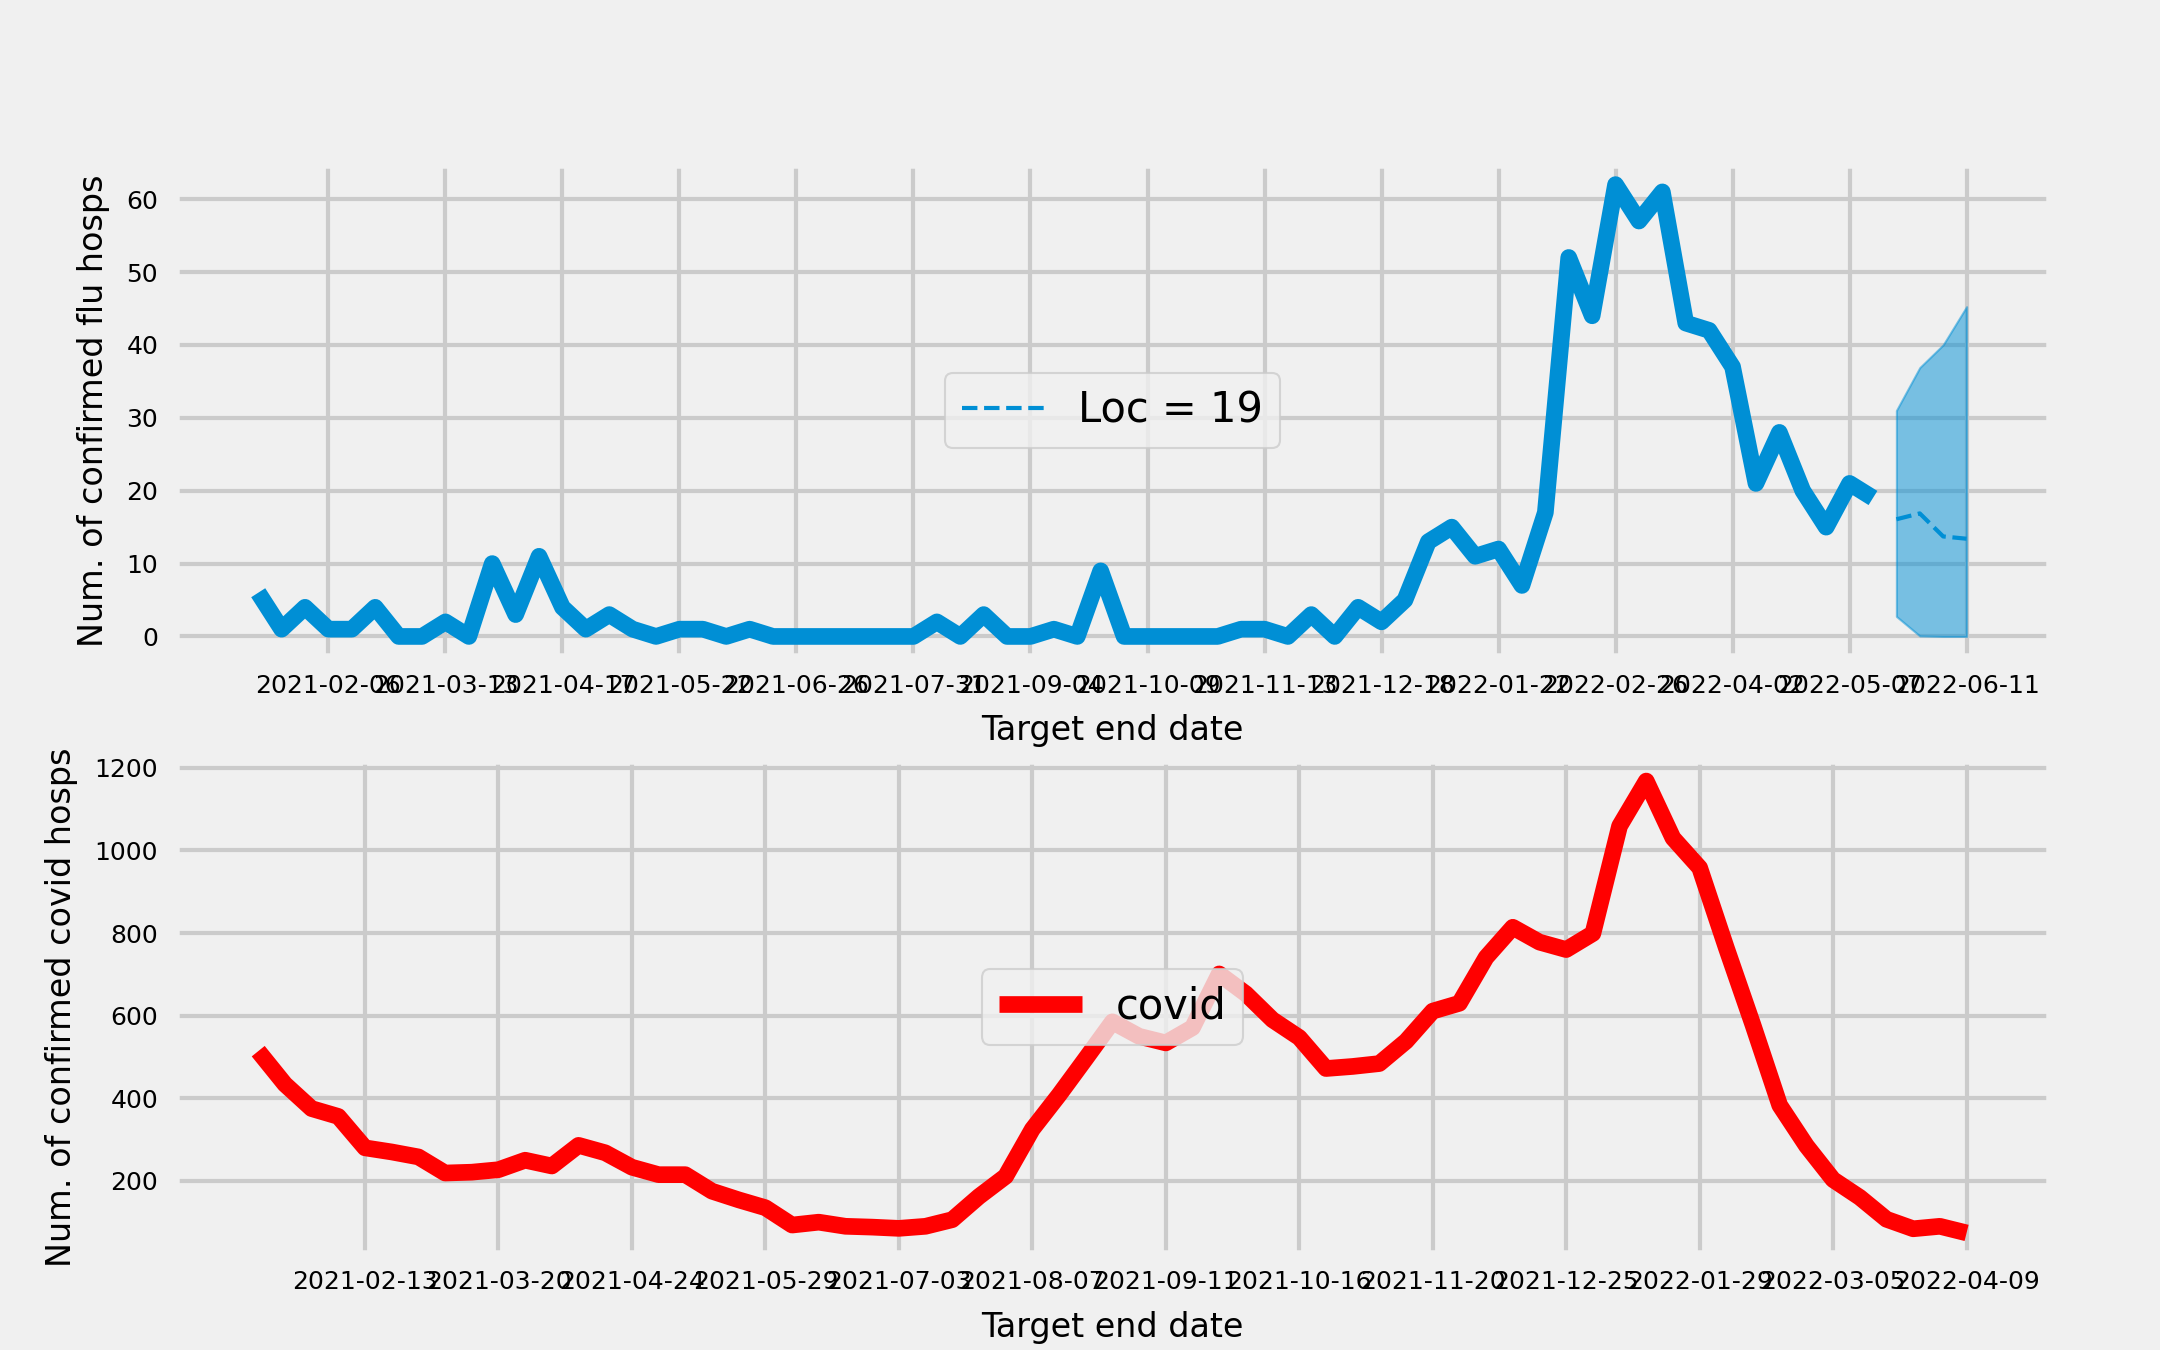 Num. of confirmed flu hosps
60
50
40
30
20
10
0
Loc = 19
2021-02-06 2021-03-13 2021-04-17 2021-05-22 2021-06-26 2021-07-31 2021-09-04 2021-10-09 2021-11-13 2021-12-18 2022-01-22 2022-02-26 2022-04-02 2022-05-07 2022-06-11
Target end date
Num. of confirmed covid hosps
1200
1000
800
600
400
200
covid
2021-02-13 2021-03-20 2021-04-24 2021-05-29 2021-07-03 2021-08-07 2021-09-11 2021-10-16 2021-11-20 2021-12-25 2022-01-29 2022-03-05 2022-04-09
Target end date